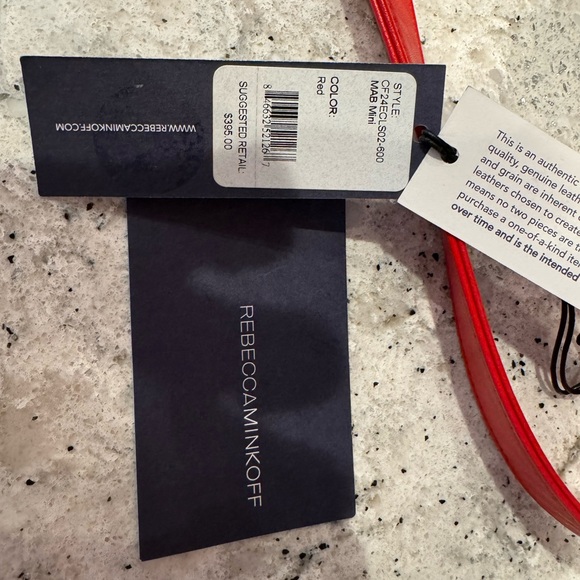 WWW.REBECCAMINKOFF.COM
STYLE:
CF24ECLS02-600
MAB Mini
COLOR:
Red
SUGGESTED RETAIL:
$395.00
REBECCAMINKOFF
This is an authentic
quality, genuine leath
and grain are inherent
leathers chosen to create
means no two pieces are th
purchase a one-of-a-kind ite
over time and is the intended